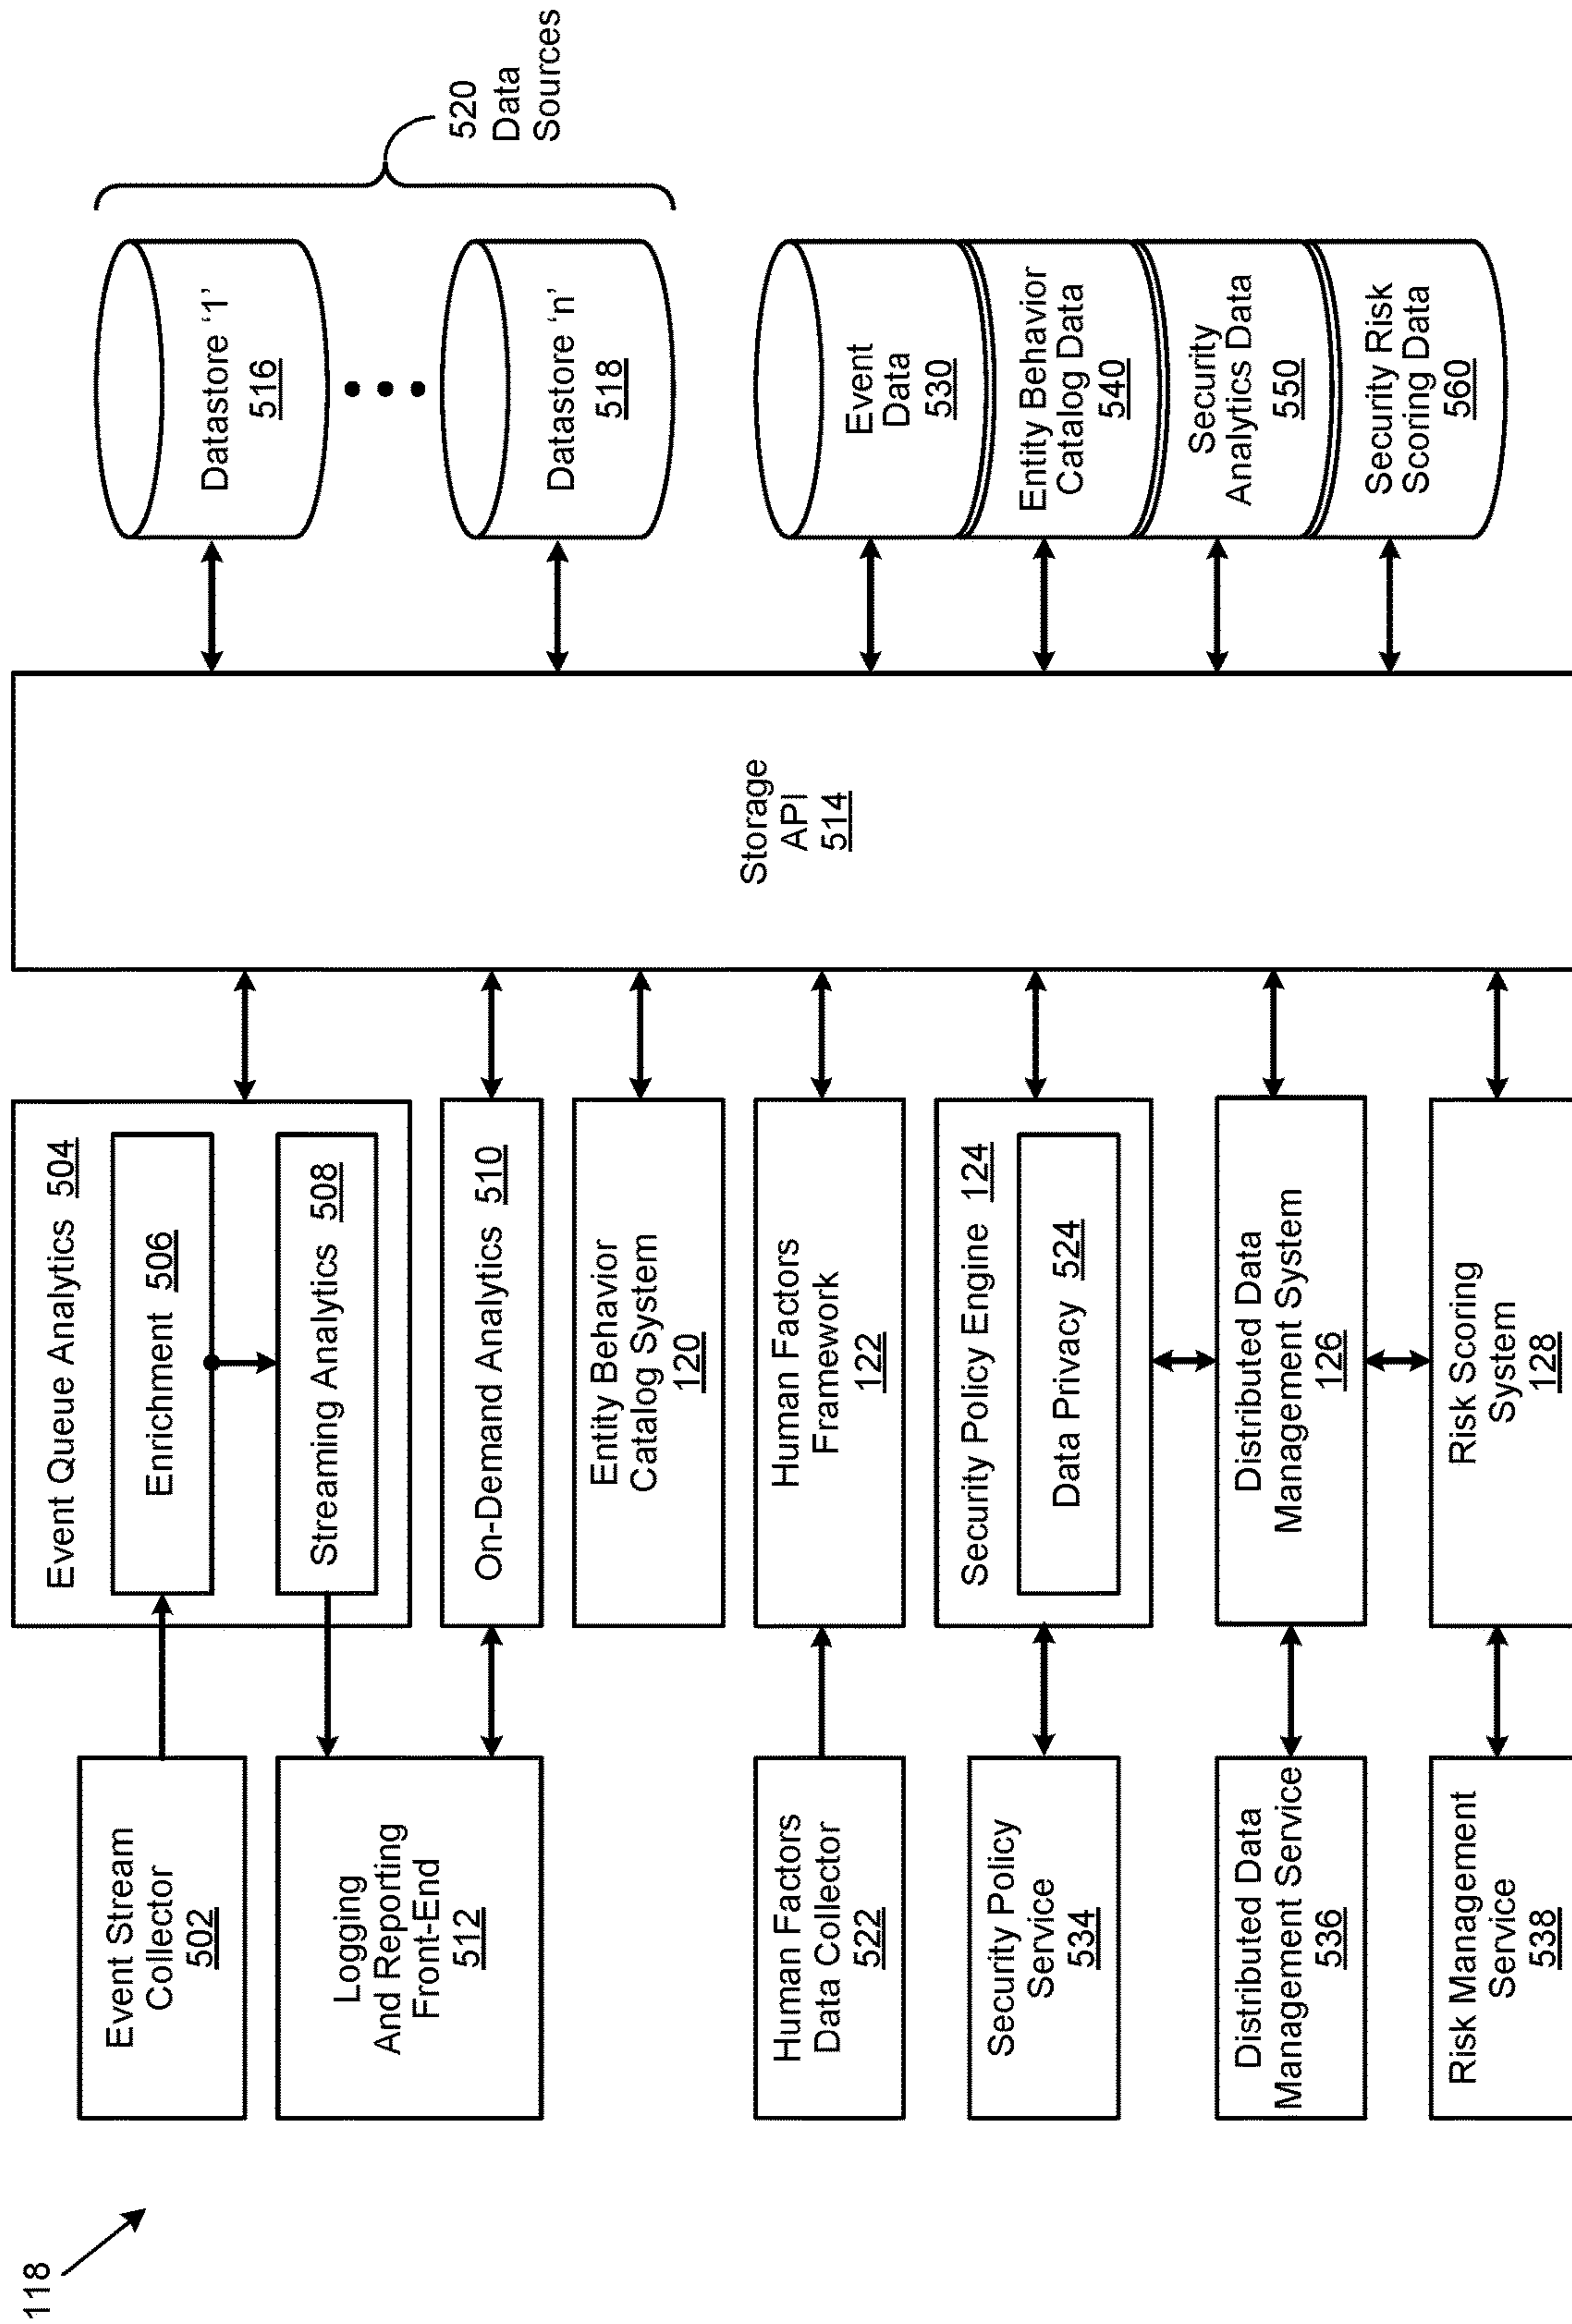 118
Event Stream
Collector
502
Logging
And Reporting
Front-End
512
Human Factors
Data Collector
522
Security Policy
Service
534
Distributed Data
Management Service
536
Risk Management
Service
538
Event Queue Analytics 504
Enrichment 506
Streaming Analytics 508
On-Demand Analytics 510
Entity Behavior
Catalog System
120
Human Factors
Framework
122
Security Policy Engine 124
Data Privacy 524
Distributed Data
Management System
126
Risk Scoring
System
128
Storage
API
514
Datastore ‘1’
516
Datastore ‘n’
518
520
Data
Sources
Event
Data
530
Entity Behavior
Catalog Data
540
Security
Analytics Data
550
Security Risk
Scoring Data
560